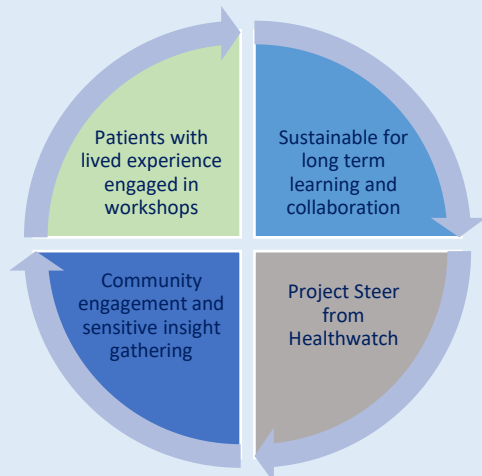 Patients with
lived experience
engaged in
workshops
Sustainable for
long term
learning and
collaboration
Community
engagement and
sensitive insight
gathering
Project Steer
from
Healthwatch